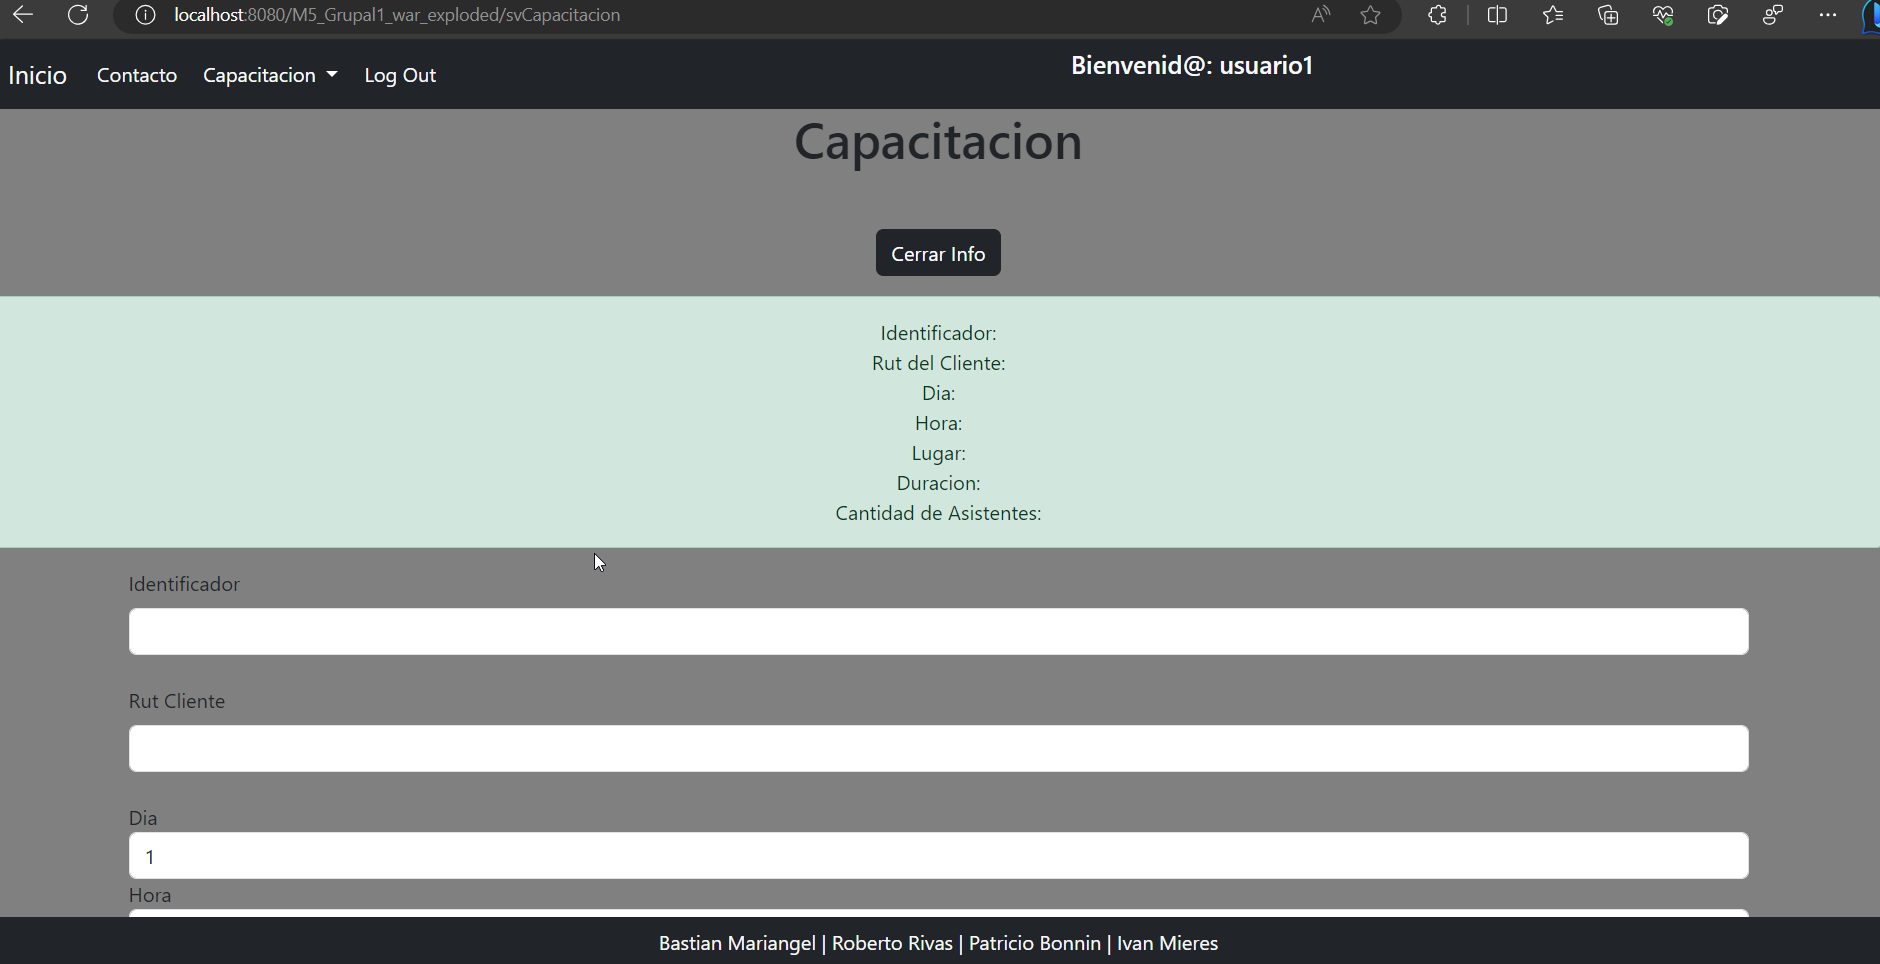 localhost:8080/M5_Grupal1_war_exploded/svCapacitacion
Inicio Contacto Capacitacion Log Out Bienvenid@: usuario1
Capacitacion
Cerrar Info
Identificador:
Rut del Cliente:
Dia:
Hora:
Lugar:
Duracion:
Cantidad de Asistentes:
Identificador
Rut Cliente
Dia
1
Hora
Bastian Mariangel | Roberto Rivas | Patricio Bonnin | Ivan Mieres